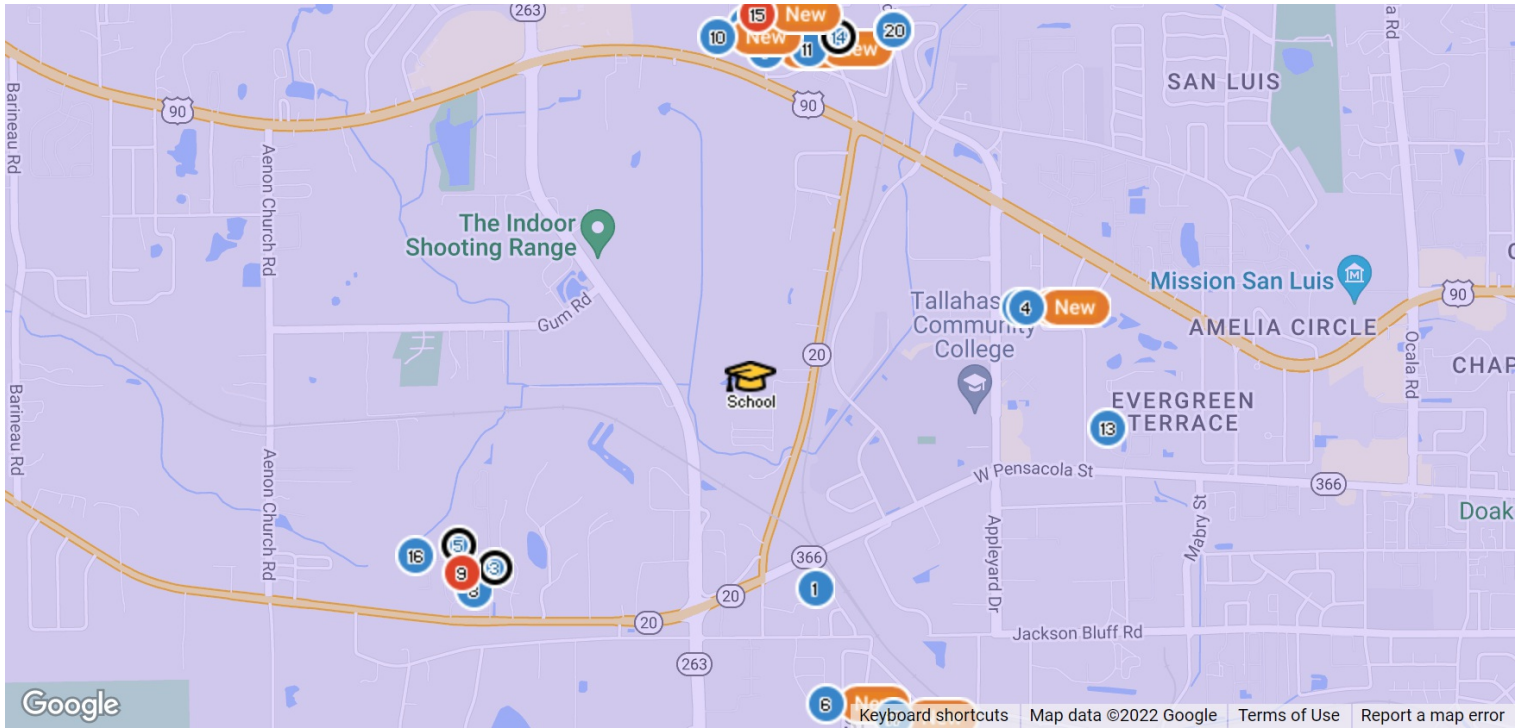 263
15
New
a Rd
10
New
11
14
New
20
SAN LUIS
90
90
Barineau Rd
Aenon Church Rd
The Indoor
Shooting Range
Mission San Luis
Gum Rd
Tallahas
Community
College
4
New
90
AMELIA CIRCLE
Ocala Rd
20
CHAP
School
EVERGREEN
TERRACE
13
Barineau Rd
Aenon Church Rd
W Pensacola St
366
Doak
Mabry St
Appleyard Dr
16
5
9
3
8
366
1
20
20
Jackson Bluff Rd
263
6
Google
Keyboard shortcuts
Map data ©2022 Google
Terms of Use
Report a map error